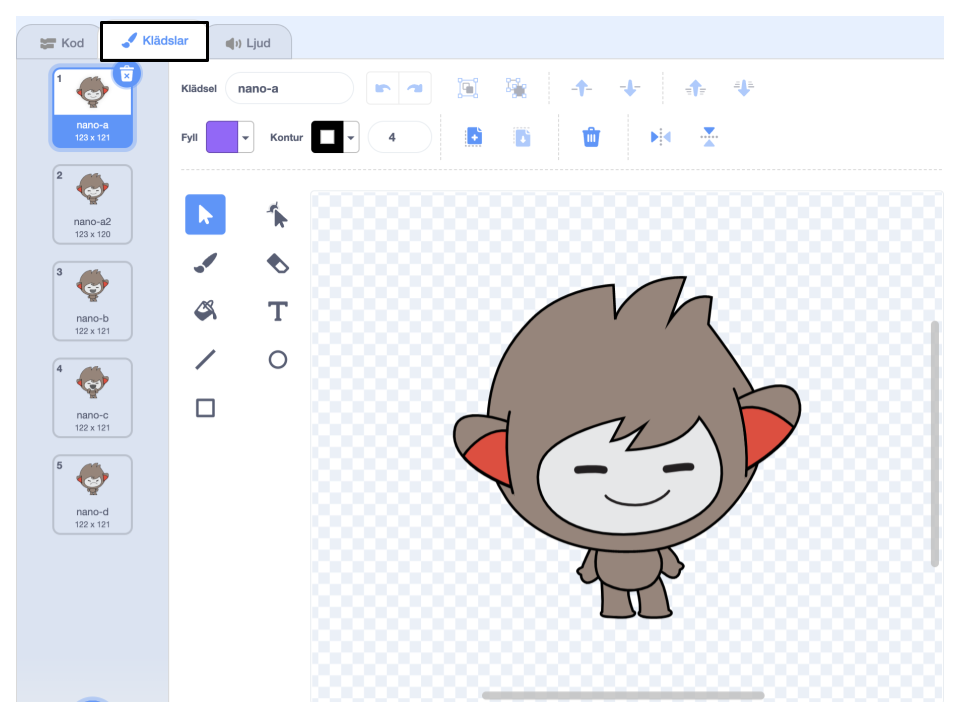 Kod
Klädslar
Ljud
1
nano-a
123 x 121
2
nano-a2
123 x 120
3
nano-b
122 x 121
4
nano-c
122 x 121
5
nano-d
122 x 121
Klädsel
nano-a
Fyll
Kontur
4
T